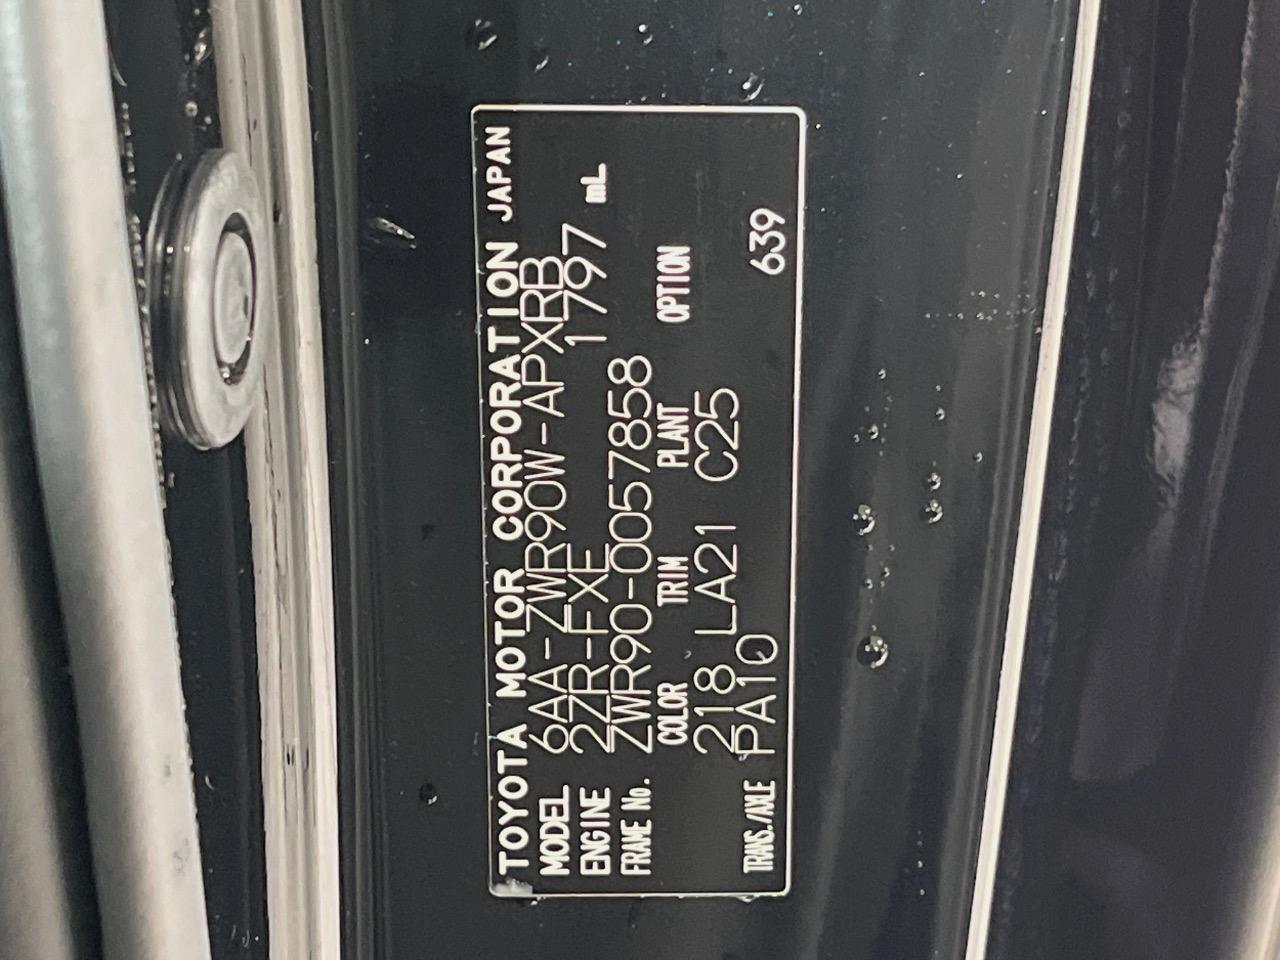 TOYOTA MOTOR CORPORATION JAPAN
MODEL 6AA-ZWR90W-APXRB
ENGINE 2ZR-FXE 1797 mL
FRAME No. ZWR90-0057858
COLOR TRIM PLANT OPTION
218 LA21 C25
TRANS./AXLE PA10 639